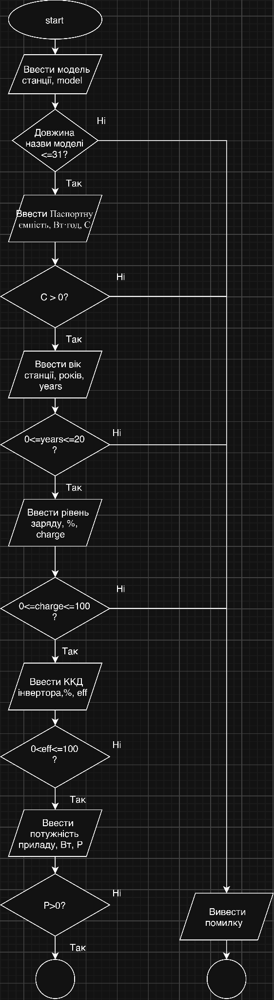 start
Ввести модель
станції, model
Ні
Довжина
назви моделі
<=31?
Так
Ввести Паспортну
ємність, Вт·год, C
Ні
C > 0?
Так
Ввести вік
станції, років,
years
Ні
0<=years<=20
?
Так
Ввести рівень
заряду, %,
charge
Ні
0<=charge<=100
?
Так
Ввести ККД
інвертора,%, eff
Ні
0<eff<=100
?
Так
Ввести
потужність
приладу, Вт, P
Ні
P>0?
Вивести
помилку
Так